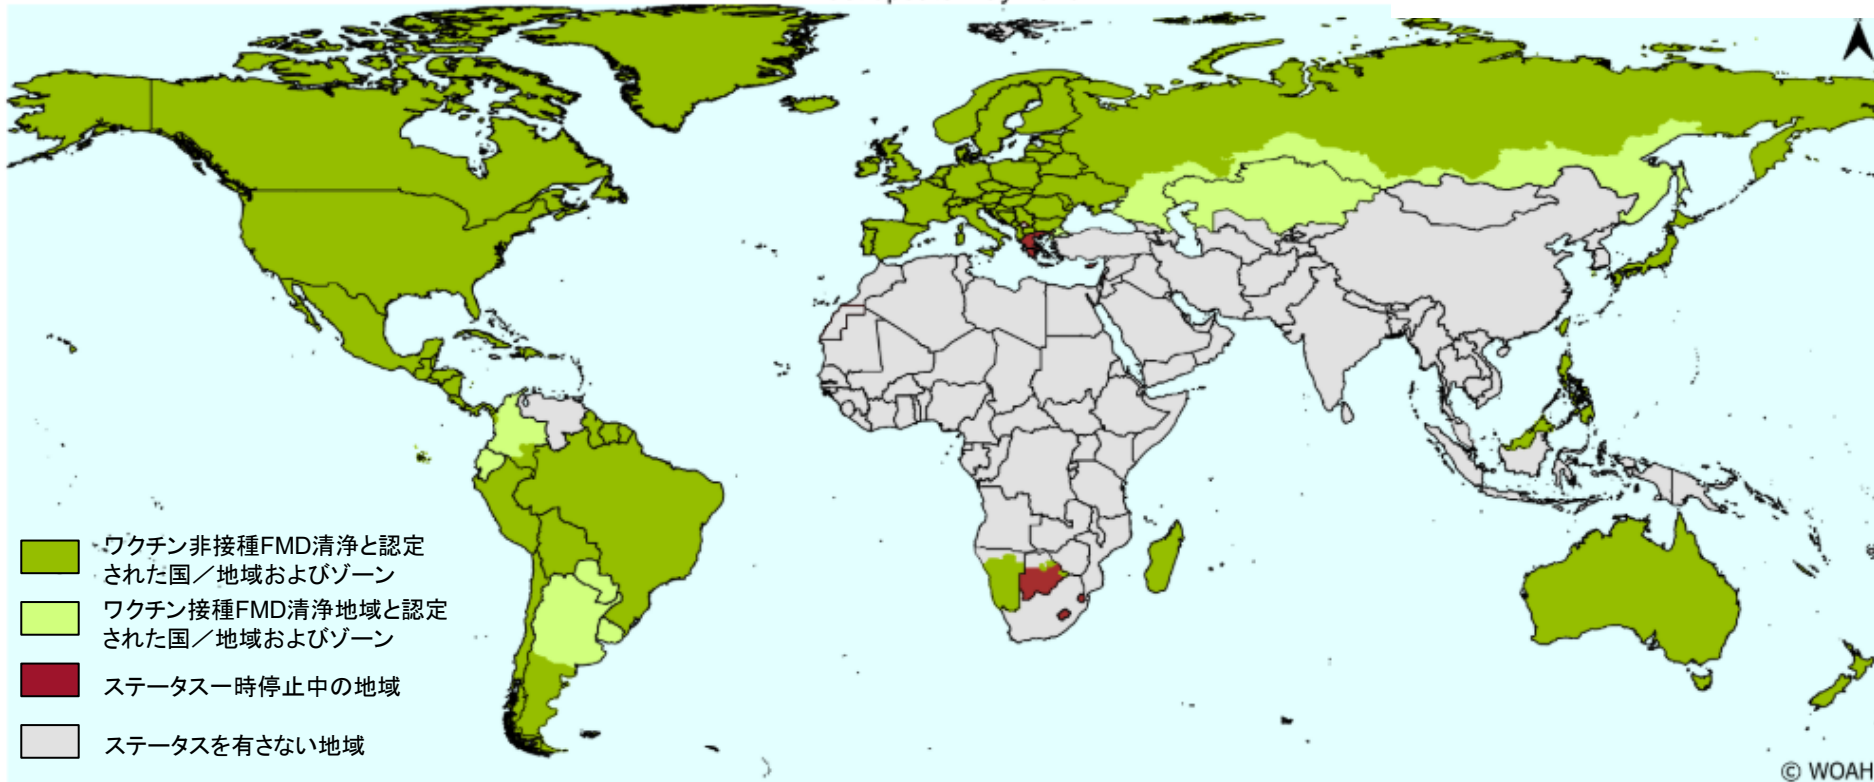 ワクチン非接種FMD清浄と認定
された国／地域およびゾーン
ワクチン接種FMD清浄地域と認定
された国／地域およびゾーン
ステータス一時停止中の地域
ステータスを有さない地域
© WOAH